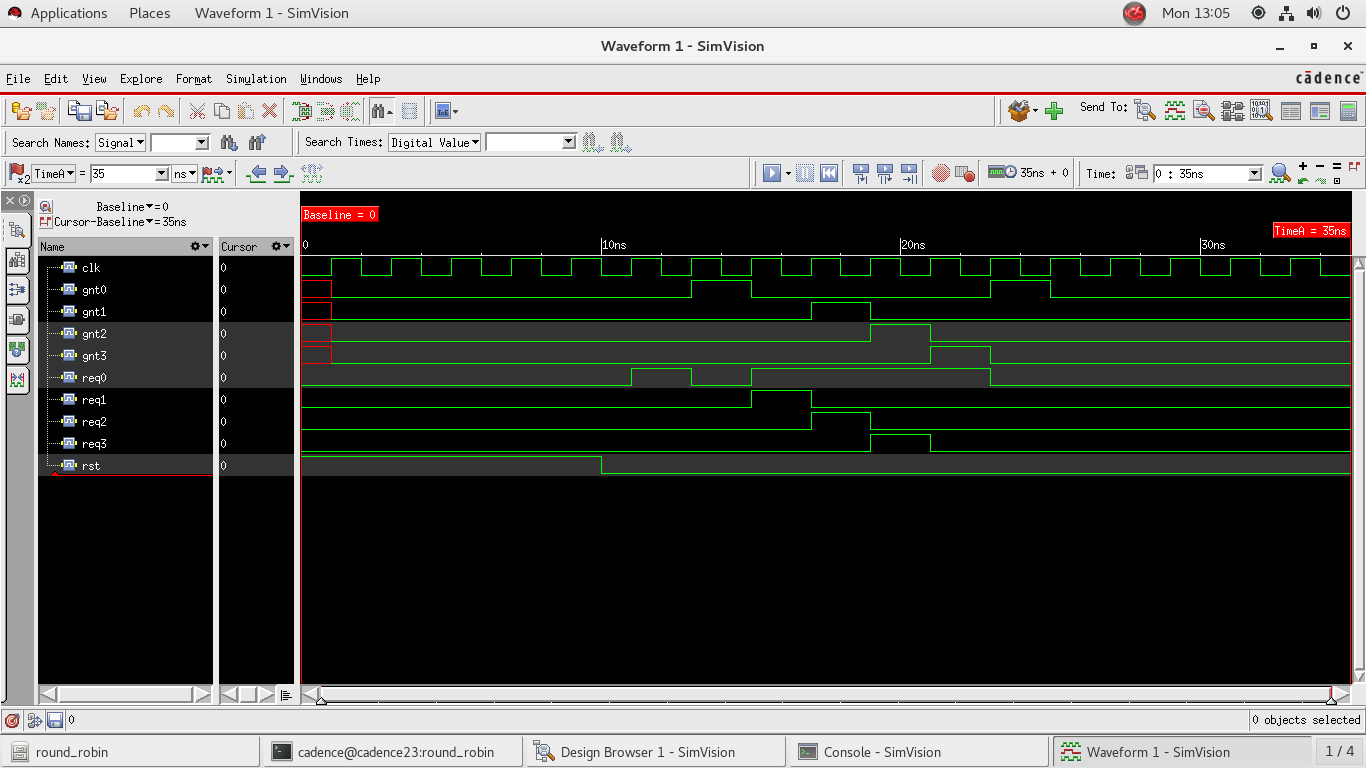 Applications Places Waveform 1 - SimVision Mon 13:05
Waveform 1 - SimVision
File Edit View Explore Format Simulation Windows Help cādence
Send To:
Search Names: Signal Search Times: Digital Value
x2 TimeA = 35 ns 35ns + 0 Time: 0 : 35ns
Baseline=0
Cursor-Baseline=35ns
Baseline = 0
TimeA = 35ns
Name Cursor 0 10ns 20ns 30ns
clk 0
gnt0 0
gnt1 0
gnt2 0
gnt3 0
req0 0
req1 0
req2 0
req3 0
rst 0
0 0 objects selected
round_robin cadence@cadence23:round_robin Design Browser 1 - SimVision Console - SimVision Waveform 1 - SimVision 1 / 4